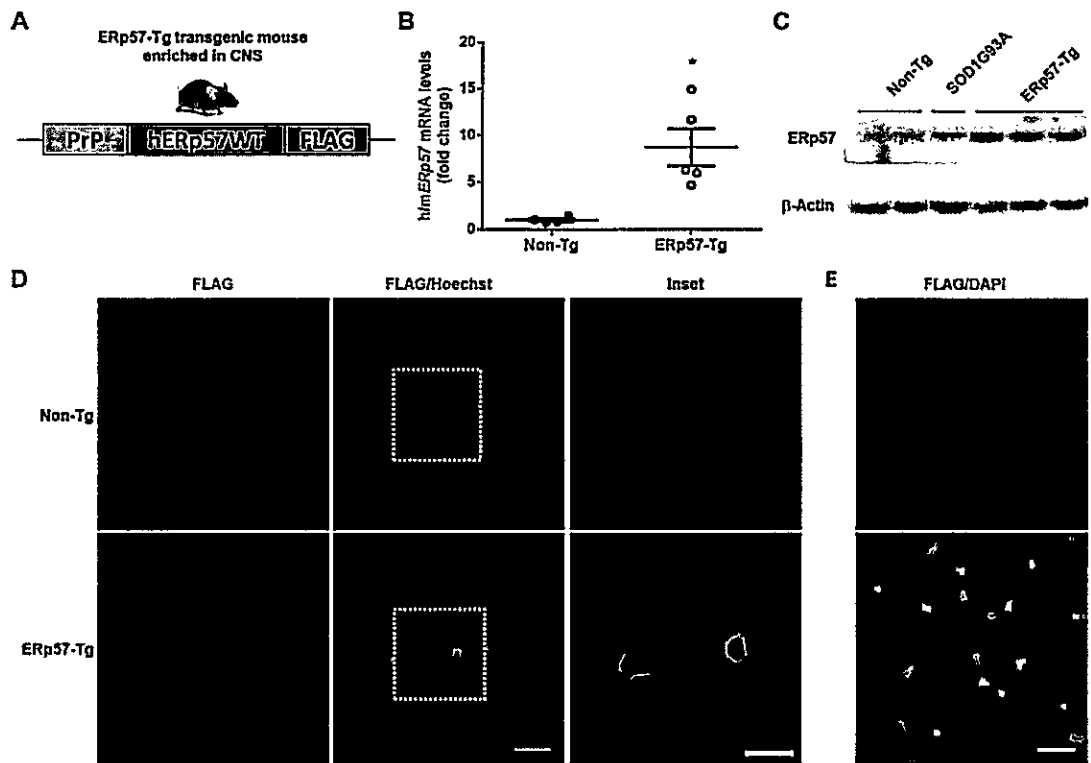 A
ERp57-Tg transgenic mouse
enriched in CNS
PrP
hERp57WT
FLAG
B
h/mERp57 mRNA levels
(fold change)
20
15
10
5
0
*
Non-Tg
ERp57-Tg
C
Non-Tg
SOD1G93A
ERp57-Tg
ERp57
β-Actin
D
FLAG
FLAG/Hoechst
Inset
E
FLAG/DAPI
Non-Tg
ERp57-Tg